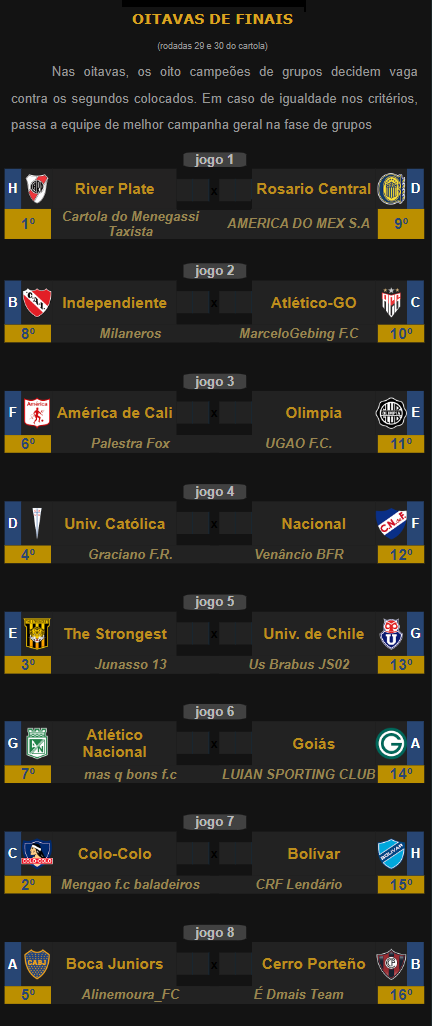 OITAVAS DE FINAIS
(rodadas 29 e 30 do cartola)
Nas oitavas, os oito campeões de grupos decidem vaga
contra os segundos colocados. Em caso de igualdade nos critérios,
passa a equipe de melhor campanha geral na fase de grupos
jogo 1
H River Plate x Rosario Central D
1º Cartola do Menegassi Taxista AMERICA DO MEX S.A 9º
jogo 2
B Independiente x Atlético-GO C
8º Milaneros MarceloGebing F.C 10º
jogo 3
F América de Cali x Olimpia E
6º Palestra Fox UGAO F.C. 11º
jogo 4
D Univ. Católica x Nacional F
4º Graciano F.R. Venâncio BFR 12º
jogo 5
E The Strongest x Univ. de Chile G
3º Junasso 13 Us Brabus JS02 13º
jogo 6
G Atlético Nacional x Goiás A
7º mas q bons f.c LUIAN SPORTING CLUB 14º
jogo 7
C Colo-Colo x Bolívar H
2º Mengao f.c baladeiros CRF Lendário 15º
jogo 8
A Boca Juniors x Cerro Porteño B
5º Alinemoura_FC É Dmais Team 16º